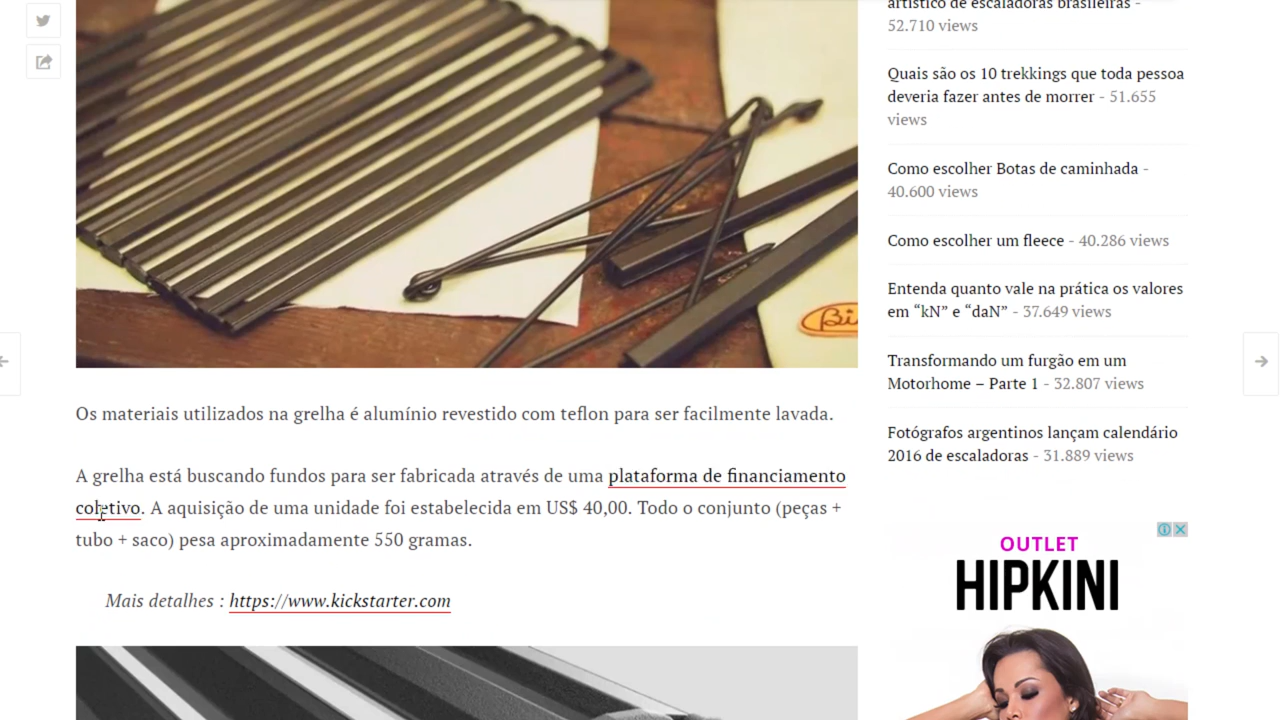 artístico de escaladoras brasileiras -
52.710 views
Quais são os 10 trekkings que toda pessoa
deveria fazer antes de morrer - 51.655
views
Como escolher Botas de caminhada -
40.600 views
Como escolher um fleece - 40.286 views
Entenda quanto vale na prática os valores
em “kN” e “daN” - 37.649 views
Transformando um furgão em um
Motorhome – Parte 1 - 32.807 views
Fotógrafos argentinos lançam calendário
2016 de escaladoras - 31.889 views
Os materiais utilizados na grelha é alumínio revestido com teflon para ser facilmente lavada.
A grelha está buscando fundos para ser fabricada através de uma plataforma de financiamento
coletivo. A aquisição de uma unidade foi estabelecida em US$ 40,00. Todo o conjunto (peças +
tubo + saco) pesa aproximadamente 550 gramas.
Mais detalhes : https://www.kickstarter.com
OUTLET
HIPKINI